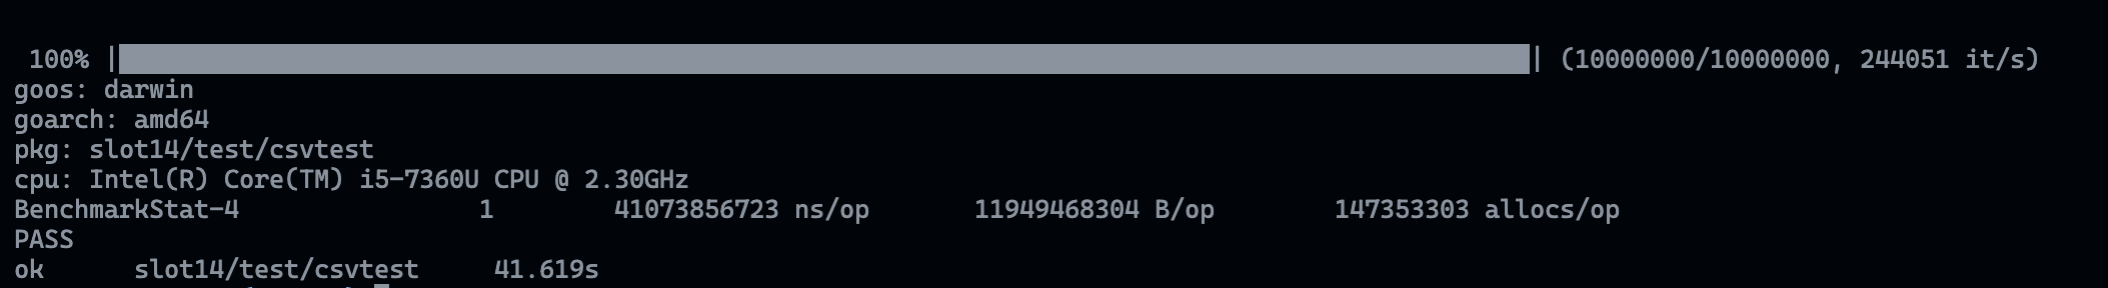 100% | | (10000000/10000000, 244051 it/s)
goos: darwin
goarch: amd64
pkg: slot14/test/csvtest
cpu: Intel(R) Core(TM) i5-7360U CPU @ 2.30GHz
BenchmarkStat-4 1 41073856723 ns/op 11949468304 B/op 147353303 allocs/op
PASS
ok slot14/test/csvtest 41.619s